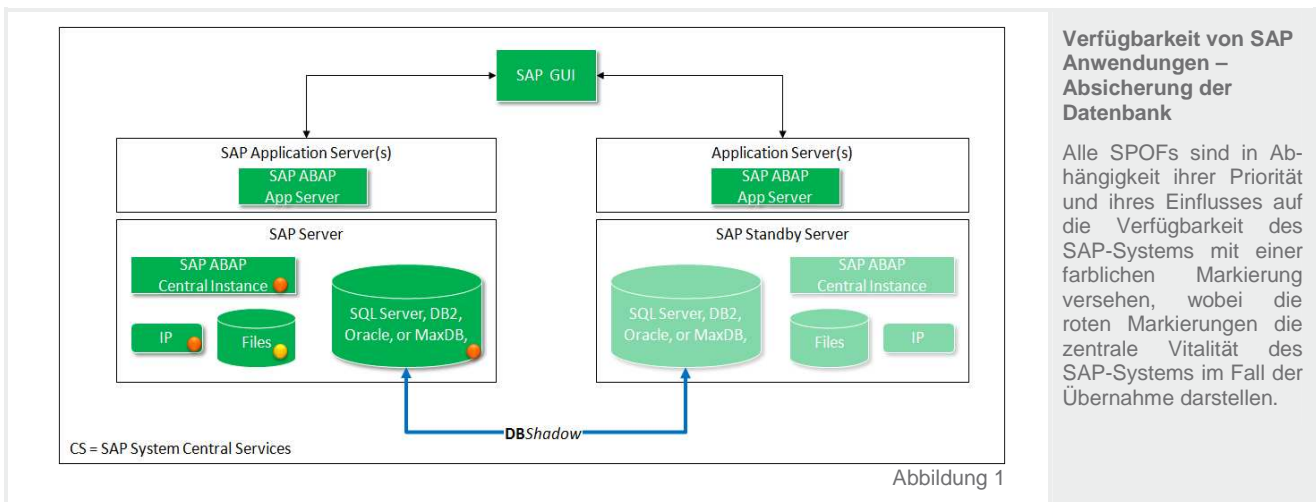 SAP GUI
SAP Application Server(s)
SAP ABAP
App Server
Application Server(s)
SAP ABAP
App Server
SAP Server
SAP ABAP
Central Instance
IP
Files
SQL Server, DB2,
Oracle, or MaxDB,
SAP Standby Server
SQL Server, DB2,
Oracle, or MaxDB,
SAP ABAP
Central Instance
Files
IP
DBShadow
CS = SAP System Central Services
Abbildung 1
Verfügbarkeit von SAP
Anwendungen –
Absicherung der
Datenbank
Alle SPOFs sind in Ab-
hängigkeit ihrer Priorität
und ihres Einflusses auf
die Verfügbarkeit des
SAP-Systems mit einer
farblichen Markierung
versehen, wobei die
roten Markierungen die
zentrale Vitalität des
SAP-Systems im Fall der
Übernahme darstellen.